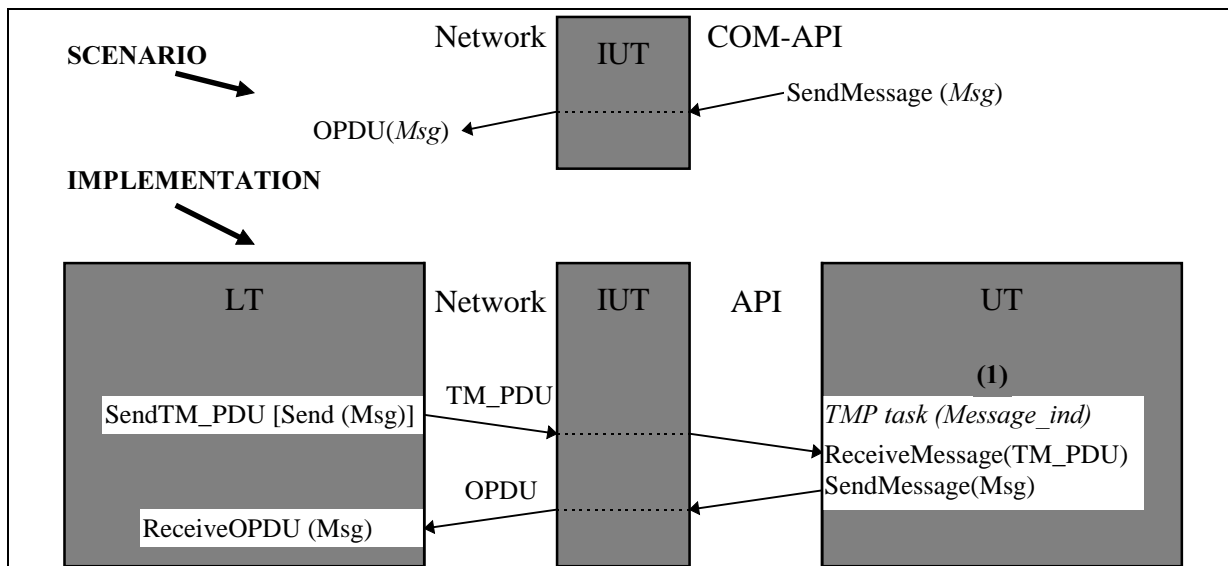 Network IUT COM-API
SCENARIO
SendMessage (Msg)
OPDU(Msg)
IMPLEMENTATION
LT Network IUT API UT
(1)
TM_PDU
SendTM_PDU [Send (Msg)] TMP task (Message_ind)
ReceiveMessage(TM_PDU)
OPDU SendMessage(Msg)
ReceiveOPDU (Msg)